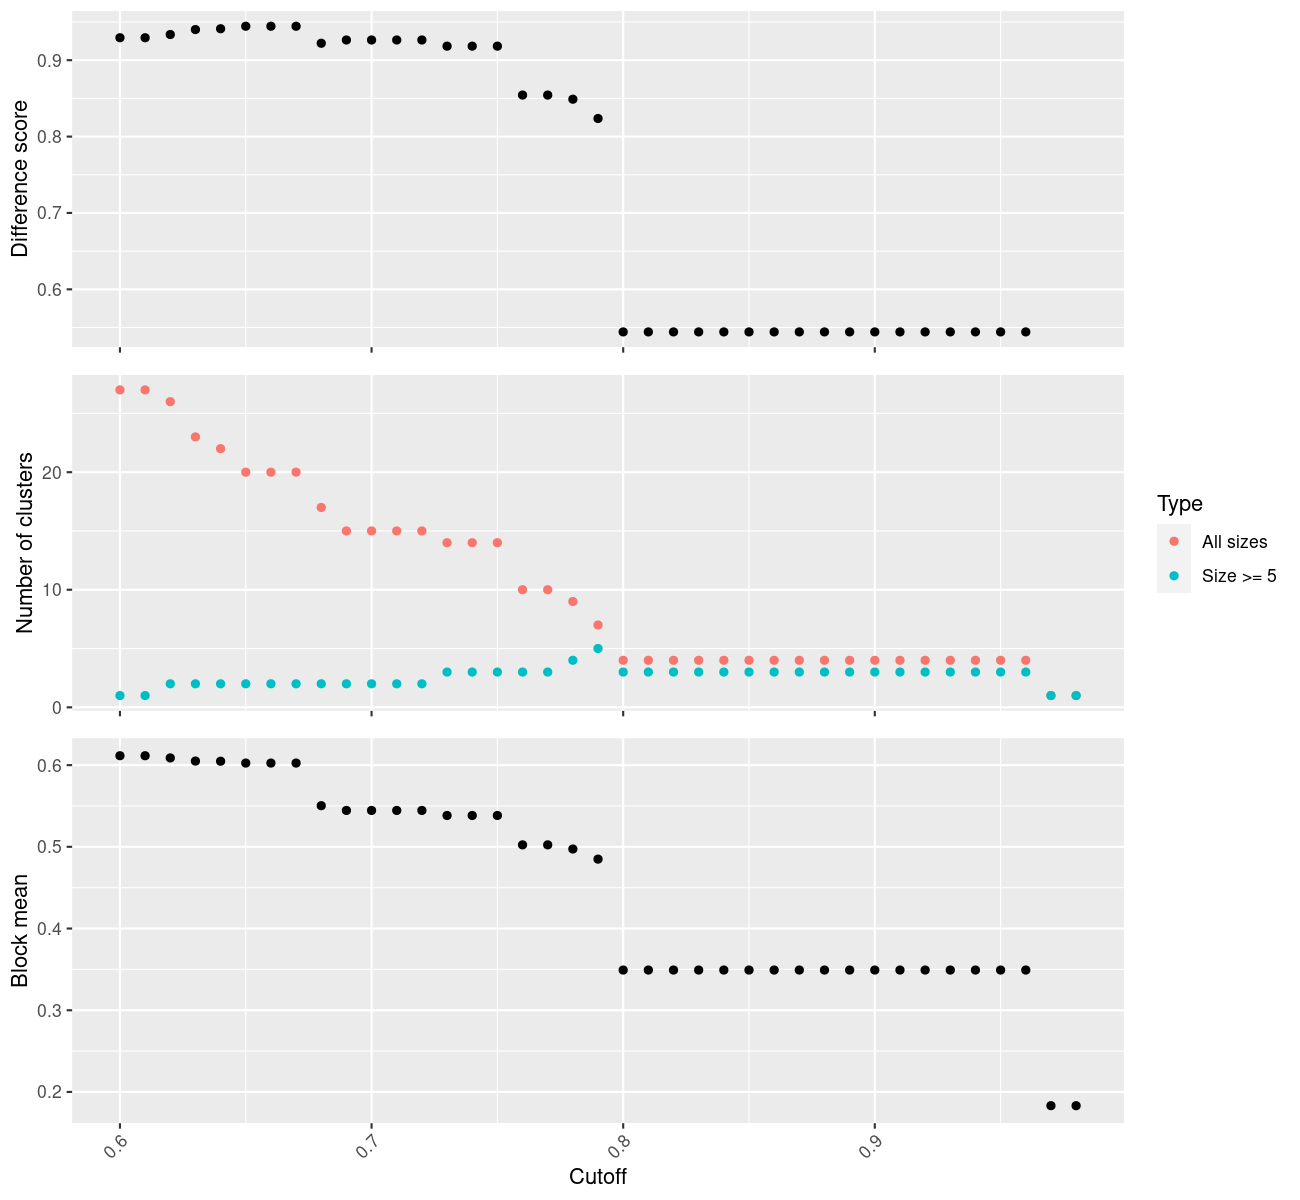 Difference score
0.9
0.8
0.7
0.6
Number of clusters
20
10
0
Type
All sizes
Size >= 5
Block mean
0.6
0.5
0.4
0.3
0.2
0.6
0.7
0.8
0.9
Cutoff